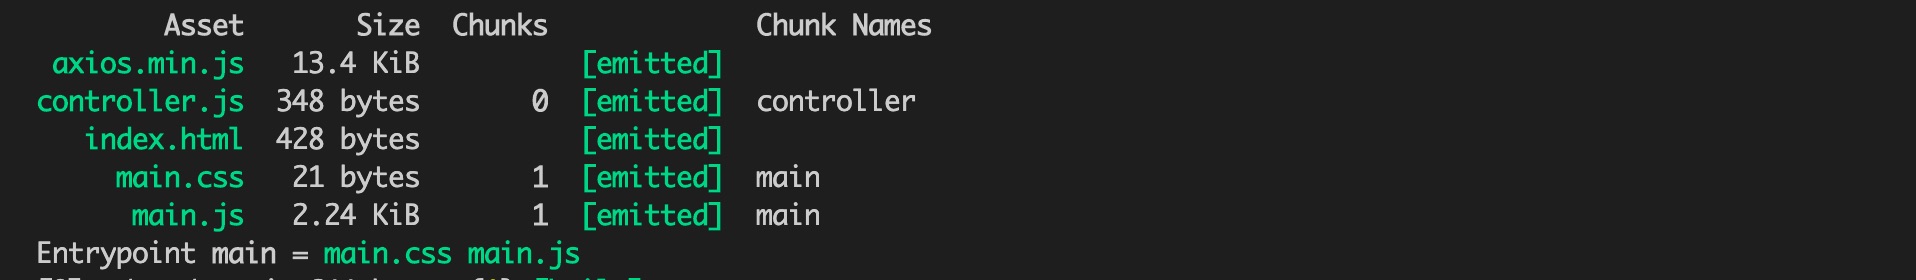 Asset Size Chunks Chunk Names
axios.min.js 13.4 KiB [emitted]
controller.js 348 bytes 0 [emitted] controller
index.html 428 bytes [emitted]
main.css 21 bytes 1 [emitted] main
main.js 2.24 KiB 1 [emitted] main
Entrypoint main = main.css main.js